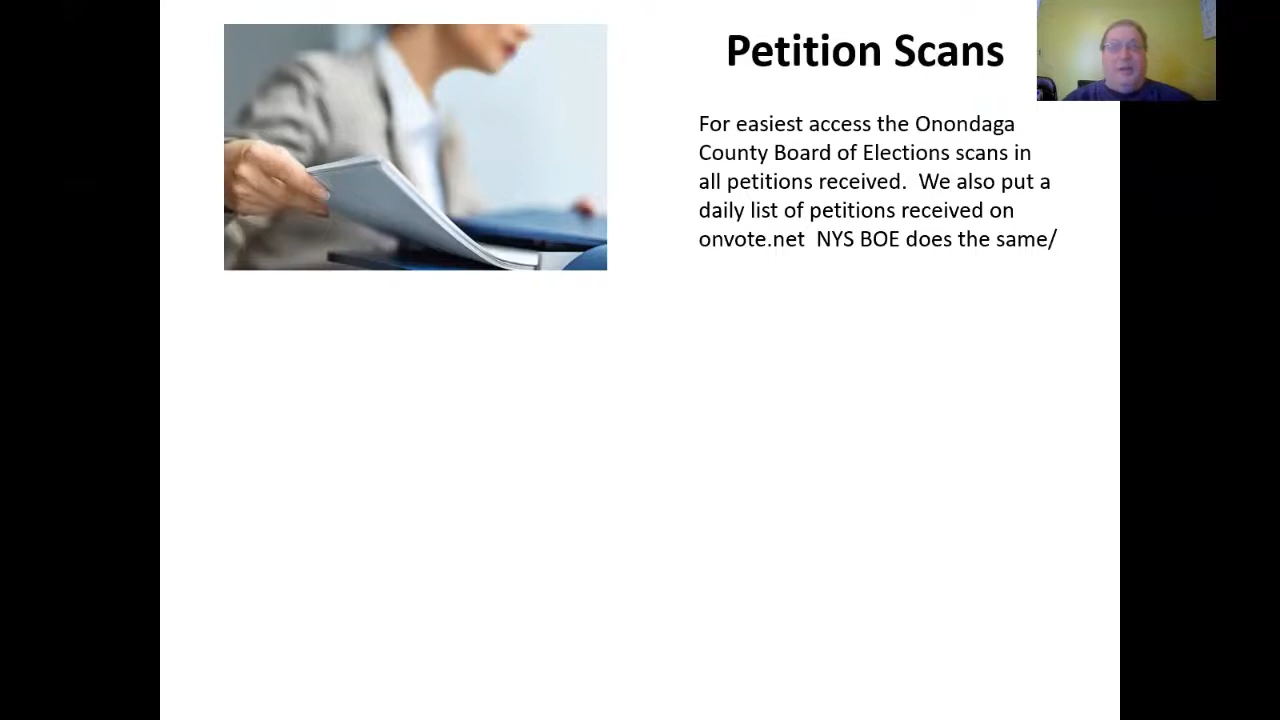 Petition Scans
For easiest access the Onondaga
County Board of Elections scans in
all petitions received.  We also put a
daily list of petitions received on
onvote.net  NYS BOE does the same/